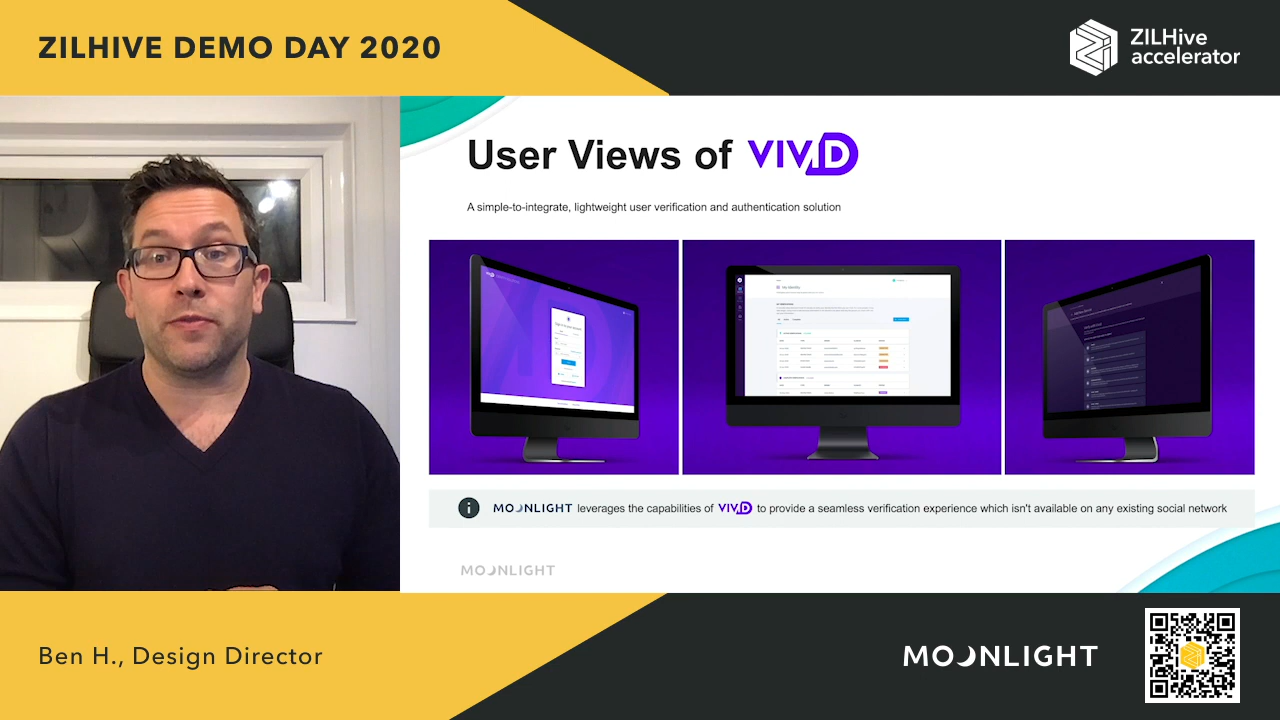 ZILHIVE DEMO DAY 2020
ZILHive
accelerator
User Views of VIVID
A simple-to-integrate, lightweight user verification and authentication solution
My Identity
MOONLIGHT leverages the capabilities of VIVID to provide a seamless verification experience which isn't available on any existing social network
MOONLIGHT
Ben H., Design Director
MOONLIGHT